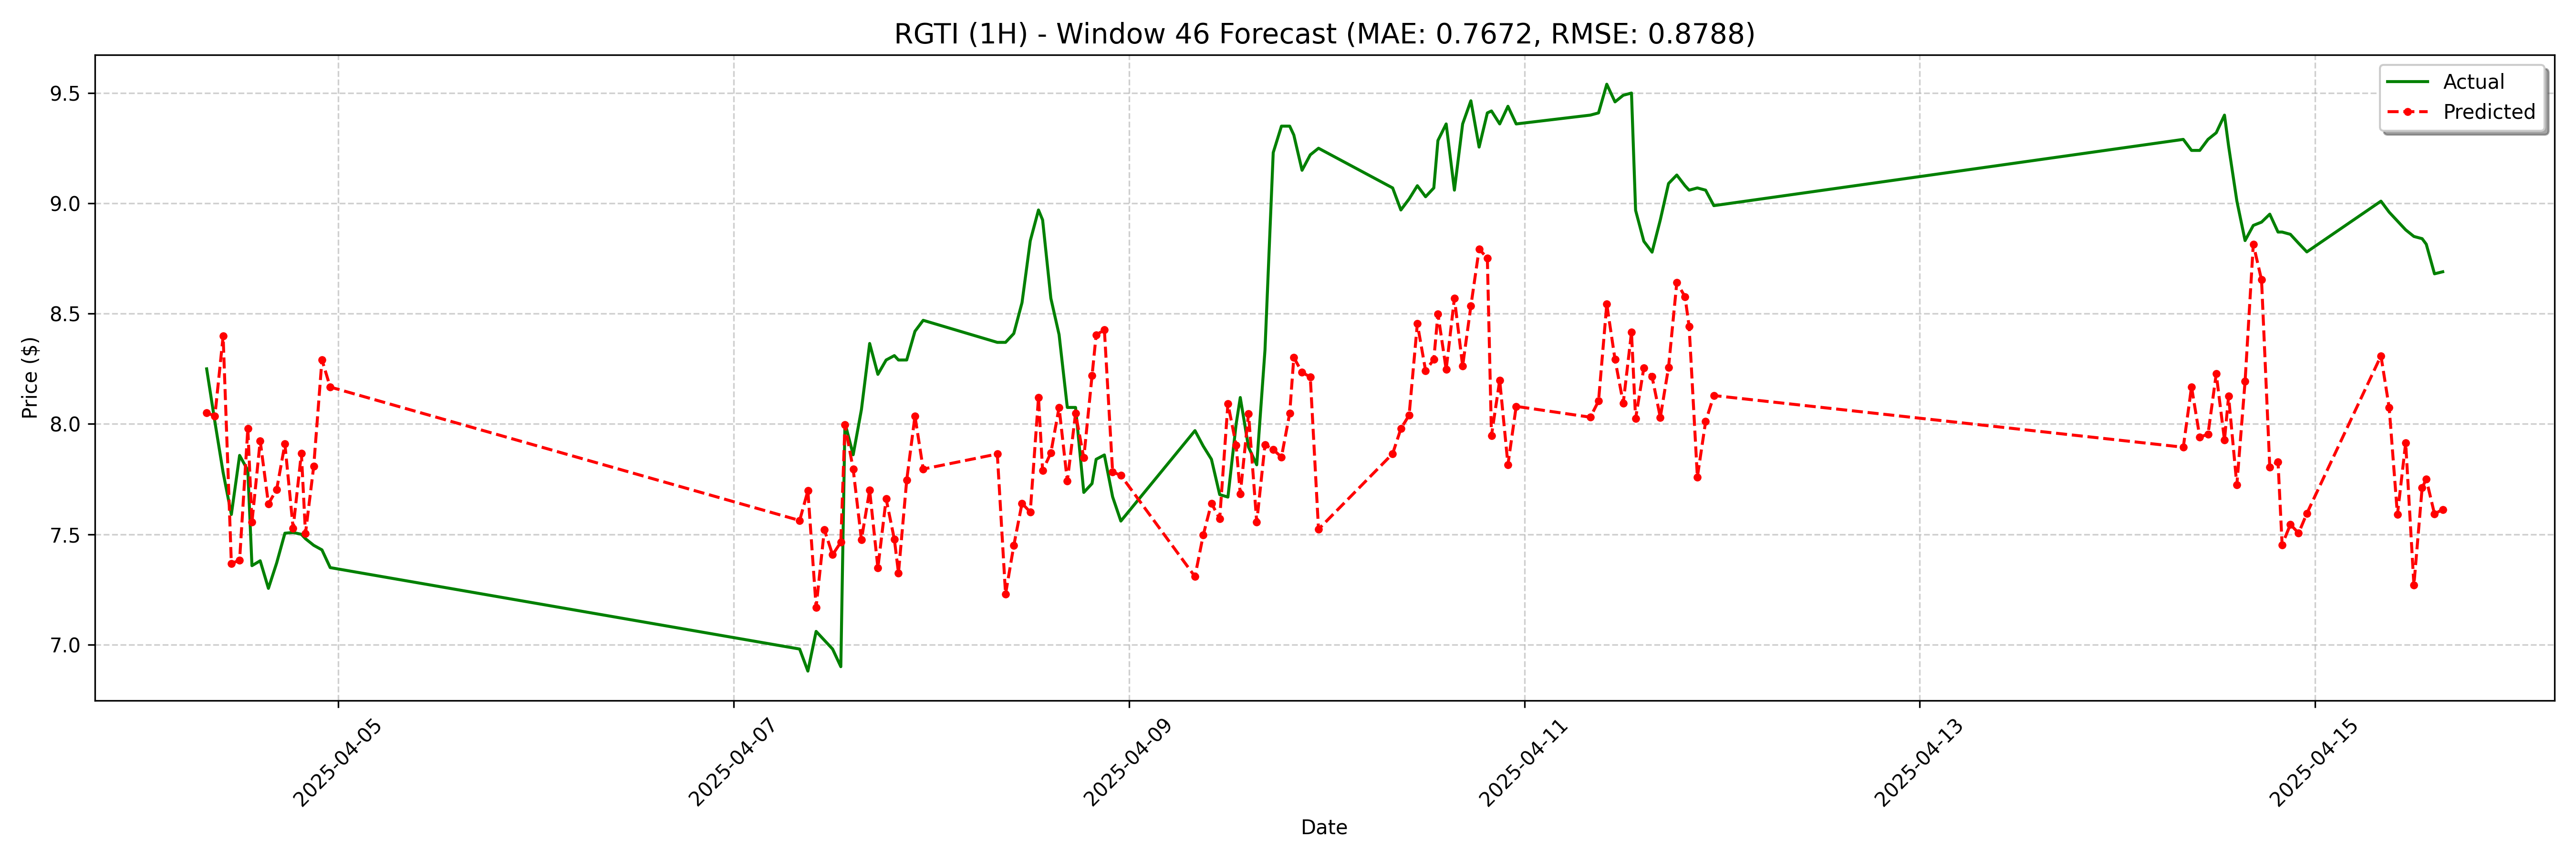 RGTI (1H) - Window 46 Forecast (MAE: 0.7672, RMSE: 0.8788)
Actual
Predicted
Price ($)
9.5
9.0
8.5
8.0
7.5
7.0
2025-04-05
2025-04-07
2025-04-09
2025-04-11
2025-04-13
2025-04-15
Date